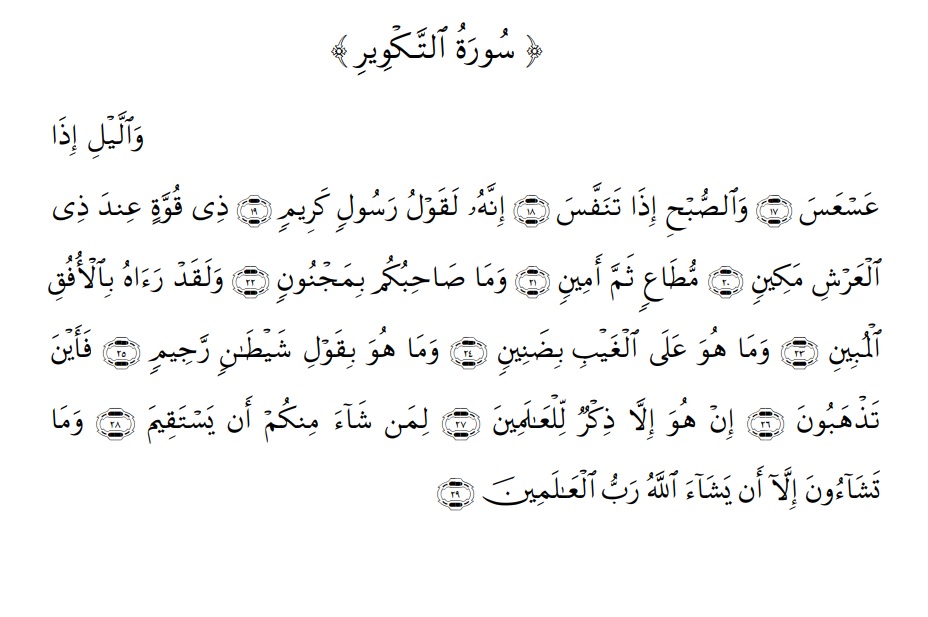 ﴿ سُورَةُ ٱلتَّكْوِيرِ ﴾
وَٱلَّيْلِ إِذَا
عَسْعَسَ ١٧ وَٱلصُّبْحِ إِذَا تَنَفَّسَ ١٨ إِنَّهُۥ لَقَوْلُ رَسُولٍۢ كَرِيمٍۢ ١٩ ذِى قُوَّةٍ عِندَ ذِى
ٱلْعَرْشِ مَكِينٍۢ ٢٠ مُّطَاعٍۢ ثَمَّ أَمِينٍۢ ٢١ وَمَا صَاحِبُكُم بِمَجْنُونٍۢ ٢٢ وَلَقَدْ رَءَاهُ بِٱلْأُفُقِ
ٱلْمُبِينِ ٢٣ وَمَا هُوَ عَلَى ٱلْغَيْبِ بِضَنِينٍۢ ٢٤ وَمَا هُوَ بِقَوْلِ شَيْطَـٰنٍۢ رَّجِيمٍۢ ٢٥ فَأَيْنَ
تَذْهَبُونَ ٢٦ إِنْ هُوَ إِلَّا ذِكْرٌۭ لِّلْعَـٰلَمِينَ ٢٧ لِمَن شَآءَ مِنكُمْ أَن يَسْتَقِيمَ ٢٨ وَمَا
تَشَآءُونَ إِلَّآ أَن يَشَآءَ ٱللَّهُ رَبُّ ٱلْعَـٰلَمِينَ ٢٩